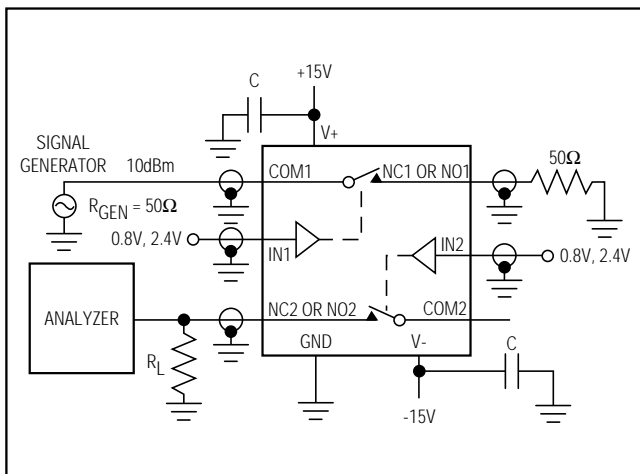 +15V
C
V+
SIGNAL
GENERATOR
10dBm
COM1
NC1 OR NO1
50Ω
RGEN = 50Ω
0.8V, 2.4V
IN1
IN2
0.8V, 2.4V
ANALYZER
NC2 OR NO2
COM2
RL
GND
V-
C
-15V